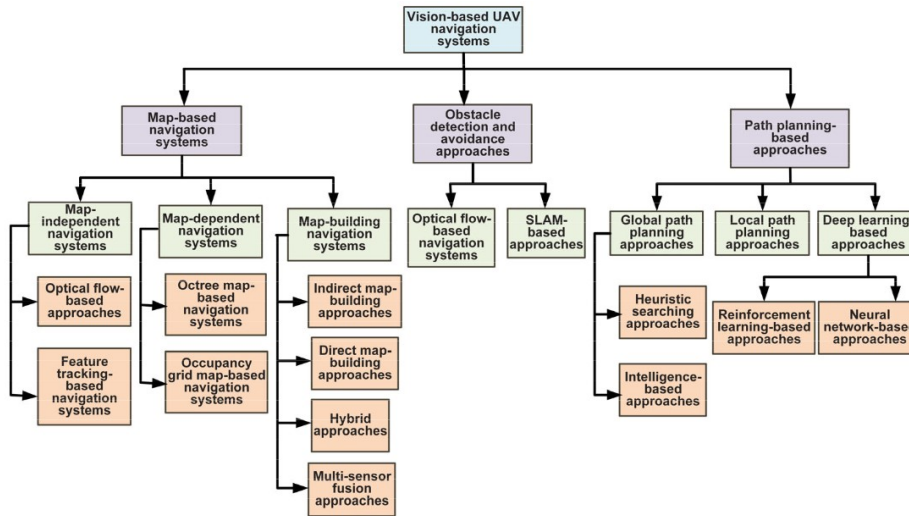 Vision-based UAV
navigation
systems
Map-based
navigation
systems
Obstacle
detection and
avoidance
approaches
Path planning-
based
approaches
Map-
independent
navigation
systems
Map-dependent
navigation
systems
Map-building
navigation
systems
Optical flow-
based
navigation
systems
SLAM-
based
approaches
Global path
planning
approaches
Local path
planning
approaches
Deep learning-
based
approaches
Optical flow-
based
approaches
Feature
tracking-
based
navigation
systems
Octree map-
based
navigation
systems
Occupancy
grid map-based
navigation
systems
Indirect map-
building
approaches
Direct map-
building
approaches
Hybrid
approaches
Multi-sensor
fusion
approaches
Heuristic
searching
approaches
Intelligence-
based
approaches
Reinforcement
learning-based
approaches
Neural
network-based
approaches